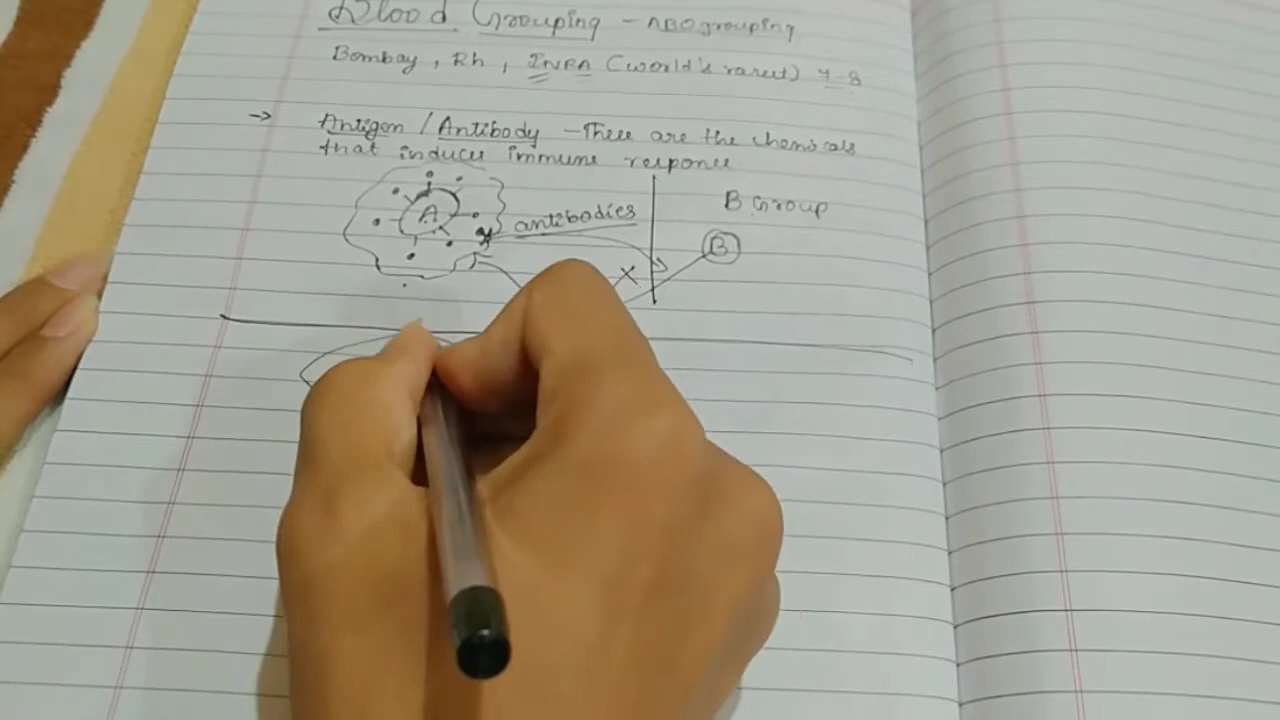 Blood Grouping - ABO grouping
Bombay, Rh, INRA (world's rarest) 7-8
→ Antigen / Antibody - These are the chemicals
that induces immune response
A
antibodies
B Group
B